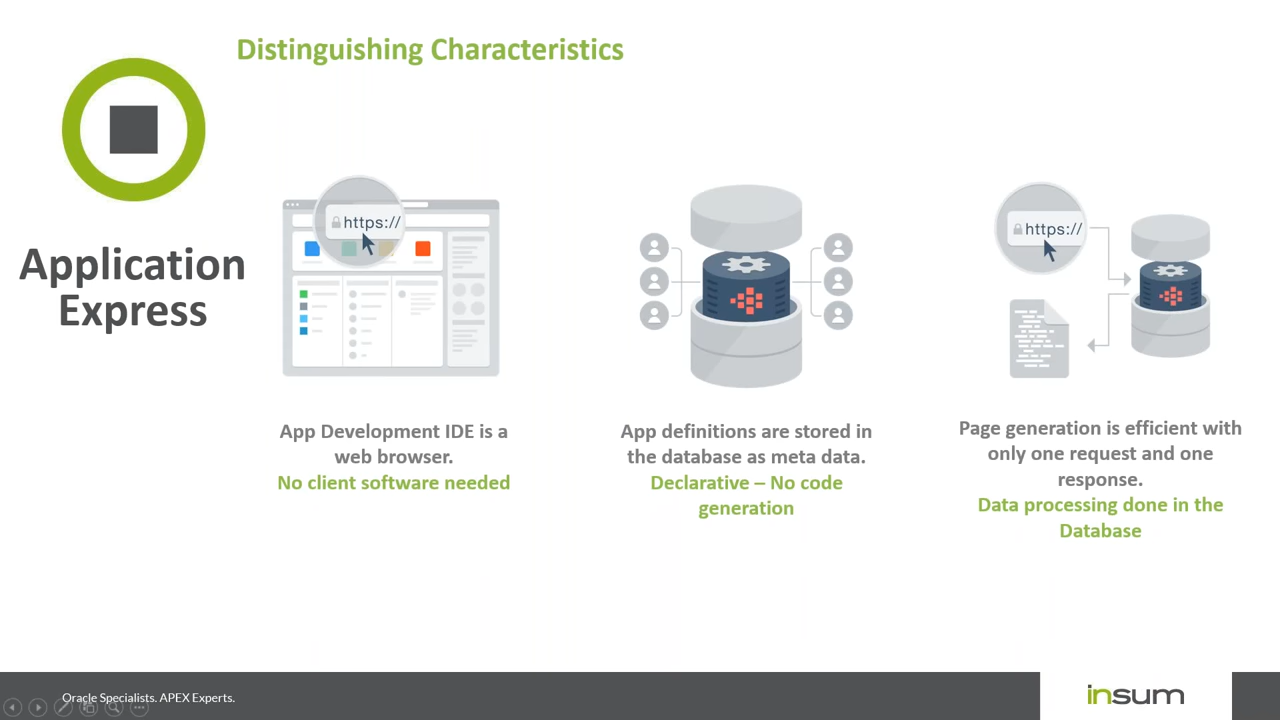 Distinguishing Characteristics
Application
Express
https://
https://
App Development IDE is a
web browser.
No client software needed
App definitions are stored in
the database as meta data.
Declarative – No code
generation
Page generation is efficient with
only one request and one
response.
Data processing done in the
Database
Oracle Specialists. APEX Experts.
insum